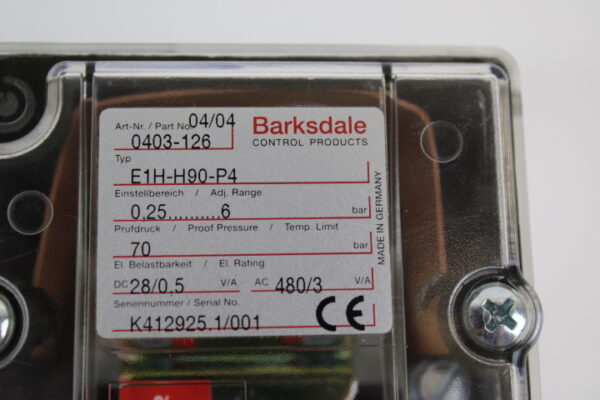 04/04
Art-Nr. / Part No.
0403-126
Barksdale
CONTROL PRODUCTS
Typ
E1H-H90-P4
Einstellbereich / Adj. Range
0,25.........6 bar
Prüfdruck / Proof Pressure / Temp. Limit
70 bar
El. Belastbarkeit / El. Rating
DC 28/0,5 V/A AC 480/3 V/A
Seriennummer / Serial No.
K412925.1/001
CE
MADE IN GERMANY